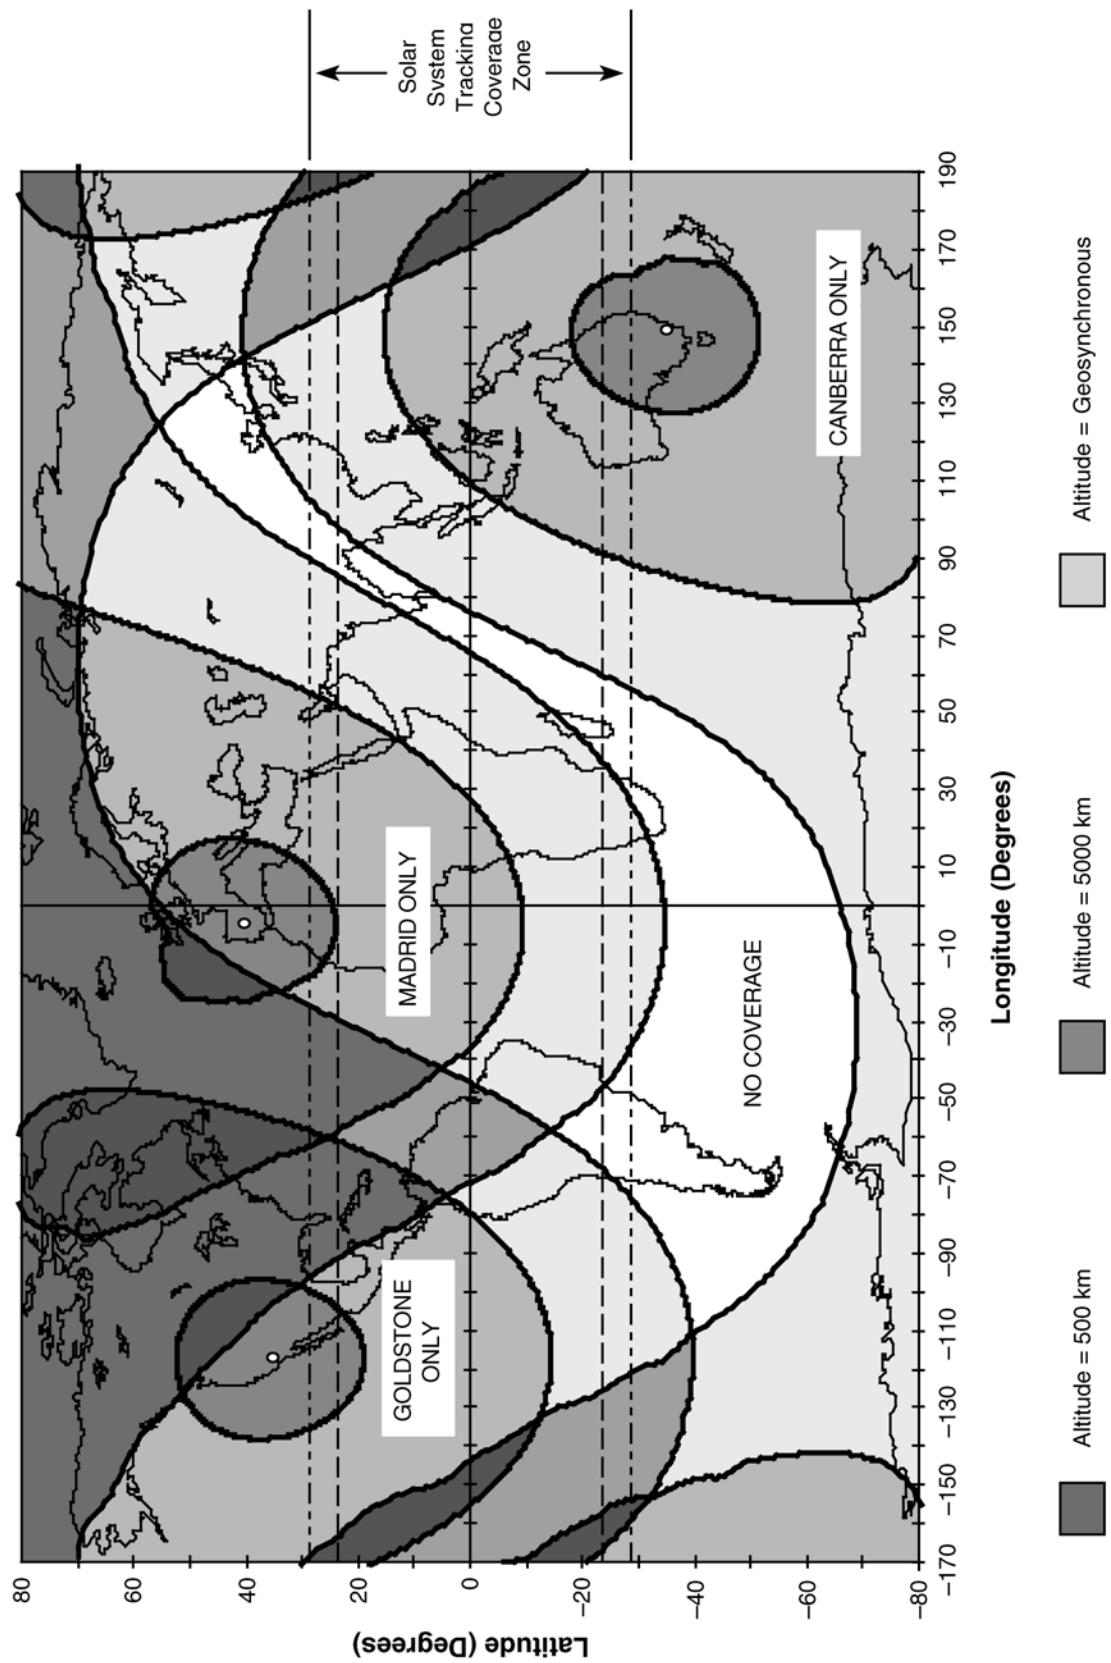 Latitude (Degrees)
80
60
40
20
0
–20
–40
–60
–80
GOLDSTONE
ONLY
MADRID ONLY
CANBERRA ONLY
NO COVERAGE
Solar
System
Tracking
Coverage
Zone
–170
–150
–130
–110
–90
–70
–50
–30
–10
10
30
50
70
90
110
130
150
170
190
Longitude (Degrees)
Altitude = 500 km
Altitude = 5000 km
Altitude = Geosynchronous